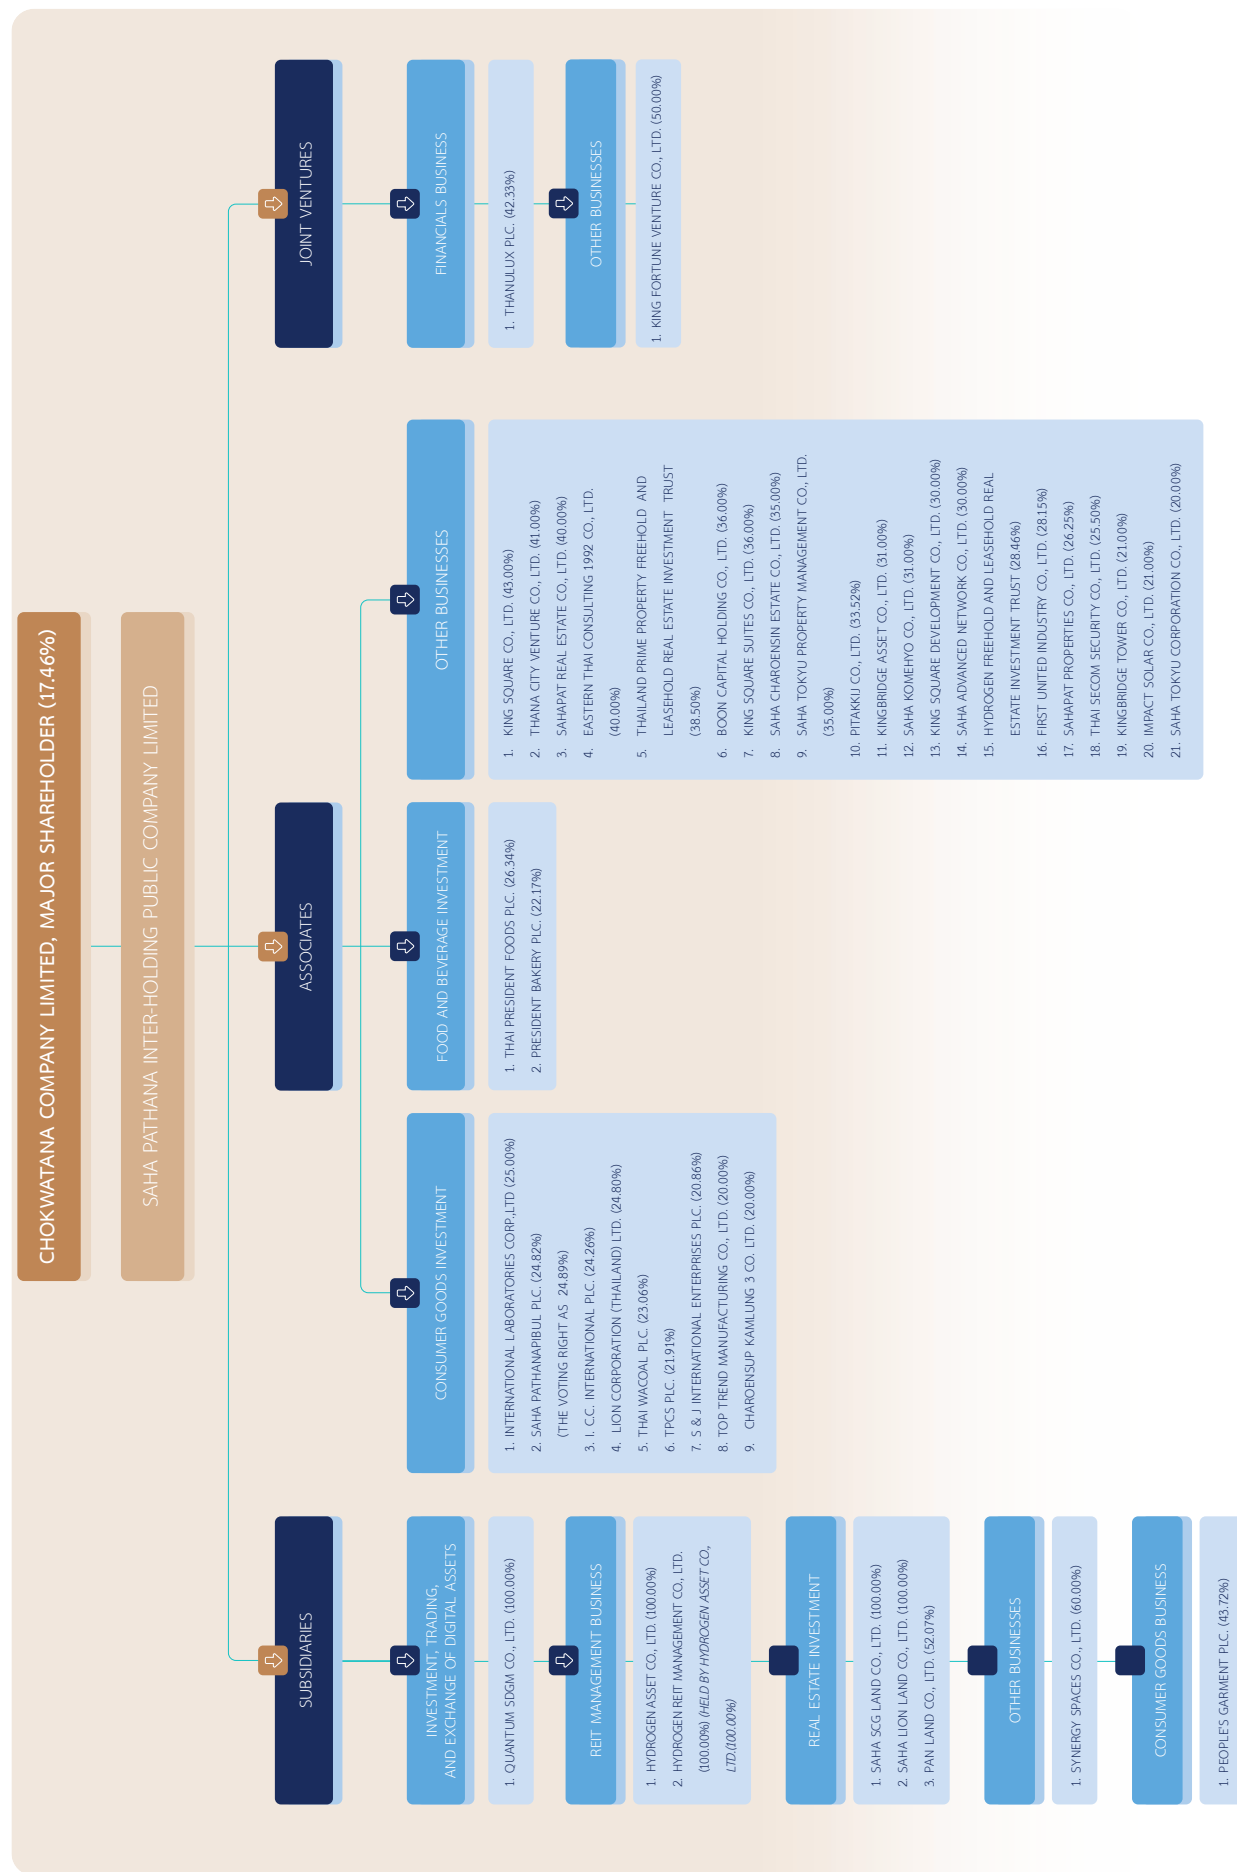 CHOKWATANA COMPANY LIMITED, MAJOR SHAREHOLDER (17.46%)
SAHA PATHANA INTER-HOLDING PUBLIC COMPANY LIMITED
SUBSIDIARIES
INVESTMENT, TRADING,
AND EXCHANGE OF DIGITAL ASSETS
1. QUANTUM SDGM CO., LTD. (100.00%)
REIT MANAGEMENT BUSINESS
1. HYDROGEN ASSET CO., LTD. (100.00%)
2. HYDROGEN REIT MANAGEMENT CO., LTD.
(100.00%) (HELD BY HYDROGEN ASSET CO.,
LTD.(100.00%)
REAL ESTATE INVESTMENT
1. SAHA SCG LAND CO., LTD. (100.00%)
2. SAHA LION LAND CO., LTD. (100.00%)
3. PAN LAND CO., LTD. (52.07%)
OTHER BUSINESSES
1. SYNERGY SPACES CO., LTD. (60.00%)
CONSUMER GOODS BUSINESS
1. PEOPLE'S GARMENT PLC. (43.72%)
ASSOCIATES
CONSUMER GOODS INVESTMENT
1. INTERNATIONAL LABORATORIES CORP.,LTD (25.00%)
2. SAHA PATHANAPIBUL PLC. (24.82%)
(THE VOTING RIGHT AS 24.89%)
3. I. C.C. INTERNATIONAL PLC. (24.26%)
4. LION CORPORATION (THAILAND) LTD. (24.80%)
5. THAI WACOAL PLC. (23.06%)
6. TPCS PLC. (21.91%)
7. S & J INTERNATIONAL ENTERPRISES PLC. (20.86%)
8. TOP TREND MANUFACTURING CO., LTD. (20.00%)
9. CHAROENSUP KAMLUNG 3 CO. LTD. (20.00%)
FOOD AND BEVERAGE INVESTMENT
1. THAI PRESIDENT FOODS PLC. (26.34%)
2. PRESIDENT BAKERY PLC. (22.17%)
OTHER BUSINESSES
1. KING SQUARE CO., LTD. (43.00%)
2. THANA CITY VENTURE CO., LTD. (41.00%)
3. SAHAPAT REAL ESTATE CO., LTD. (40.00%)
4. EASTERN THAI CONSULTING 1992 CO., LTD.
(40.00%)
5. THAILAND PRIME PROPERTY FREEHOLD AND
LEASEHOLD REAL ESTATE INVESTMENT TRUST
(38.50%)
6. BOON CAPITAL HOLDING CO., LTD. (36.00%)
7. KING SQUARE SUITES CO., LTD. (36.00%)
8. SAHA CHAROENSIN ESTATE CO., LTD. (35.00%)
9. SAHA TOKYU PROPERTY MANAGEMENT CO., LTD.
(35.00%)
10. PITAKKIJ CO., LTD. (33.52%)
11. KINGBRIDGE ASSET CO., LTD. (31.00%)
12. SAHA KOMEHYO CO., LTD. (31.00%)
13. KING SQUARE DEVELOPMENT CO., LTD. (30.00%)
14. SAHA ADVANCED NETWORK CO., LTD. (30.00%)
15. HYDROGEN FREEHOLD AND LEASEHOLD REAL
ESTATE INVESTMENT TRUST (28.46%)
16. FIRST UNITED INDUSTRY CO., LTD. (28.15%)
17. SAHAPAT PROPERTIES CO., LTD. (26.25%)
18. THAI SECOM SECURITY CO., LTD. (25.50%)
19. KINGBRIDGE TOWER CO., LTD. (21.00%)
20. IMPACT SOLAR CO., LTD. (21.00%)
21. SAHA TOKYU CORPORATION CO., LTD. (20.00%)
JOINT VENTURES
FINANCIALS BUSINESS
1. THANULUX PLC. (42.33%)
OTHER BUSINESSES
1. KING FORTUNE VENTURE CO., LTD. (50.00%)